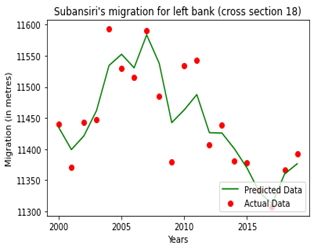 Subansiri's migration for left bank (cross section 18)
Migration (in metres)
11600
11550
11500
11450
11400
11350
11300
2000
2005
2010
2015
Years
Predicted Data
Actual Data